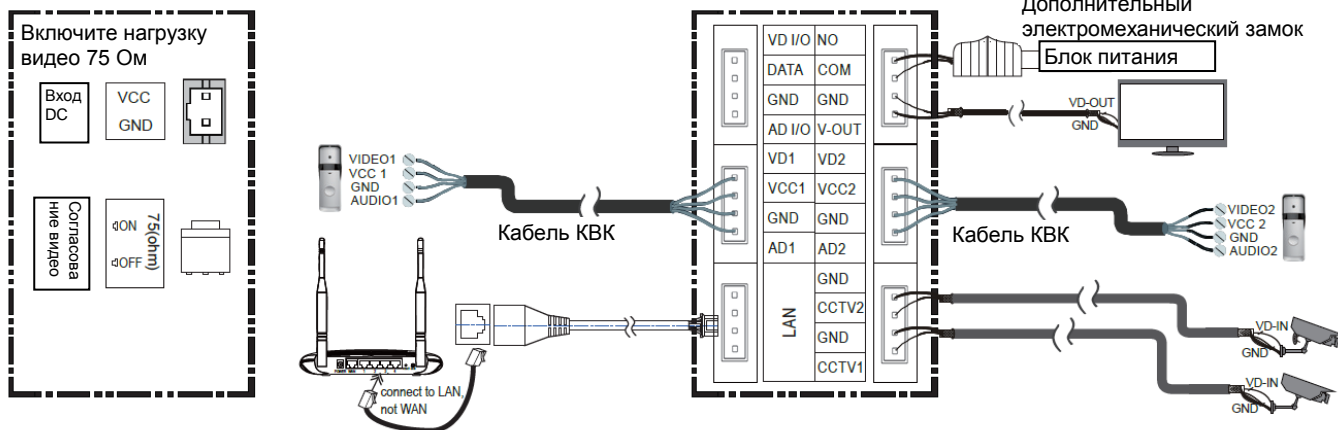 Включите нагрузку
видео 75 Ом
Вход
DC
VCC
GND
Согласова
ние видео
ON
OFF
75(ohm)
VIDEO1
VCC 1
GND
AUDIO1
Кабель КВК
connect to LAN,
not WAN
VD I/O NO
DATA COM
GND GND
AD I/O V-OUT
VD1 VD2
VCC1 VCC2
GND GND
AD1 AD2
LAN
GND
CCTV2
GND
CCTV1
Дополнительный
электромеханический замок
Блок питания
VD-OUT
GND
Кабель КВК
VIDEO2
VCC 2
GND
AUDIO2
VD-IN
GND
VD-IN
GND